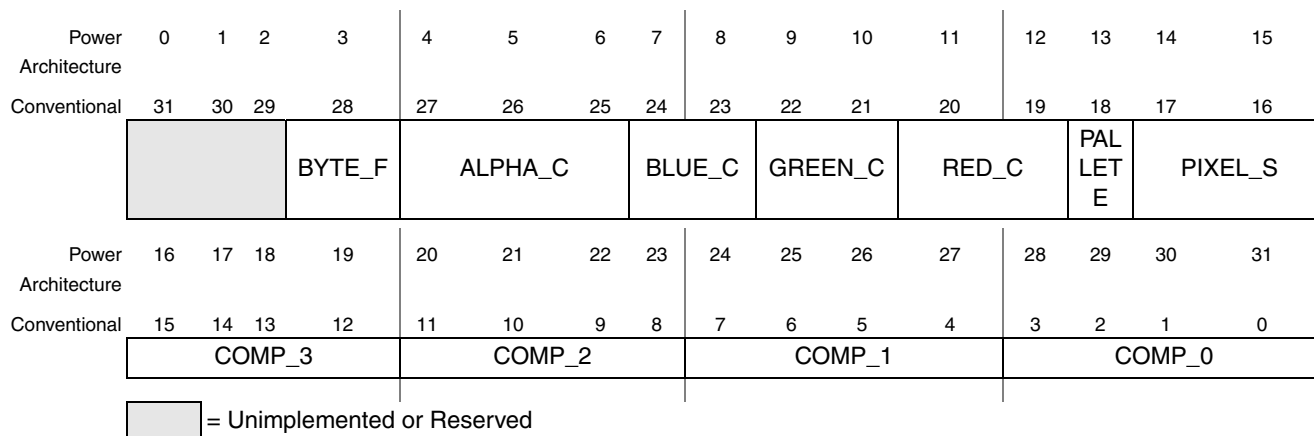 Power 0 1 2 3 4 5 6 7 8 9 10 11 12 13 14 15
Architecture
Conventional 31 30 29 28 27 26 25 24 23 22 21 20 19 18 17 16
BYTE_F ALPHA_C BLUE_C GREEN_C RED_C PAL LET E PIXEL_S
Power 16 17 18 19 20 21 22 23 24 25 26 27 28 29 30 31
Architecture
Conventional 15 14 13 12 11 10 9 8 7 6 5 4 3 2 1 0
COMP_3 COMP_2 COMP_1 COMP_0
= Unimplemented or Reserved